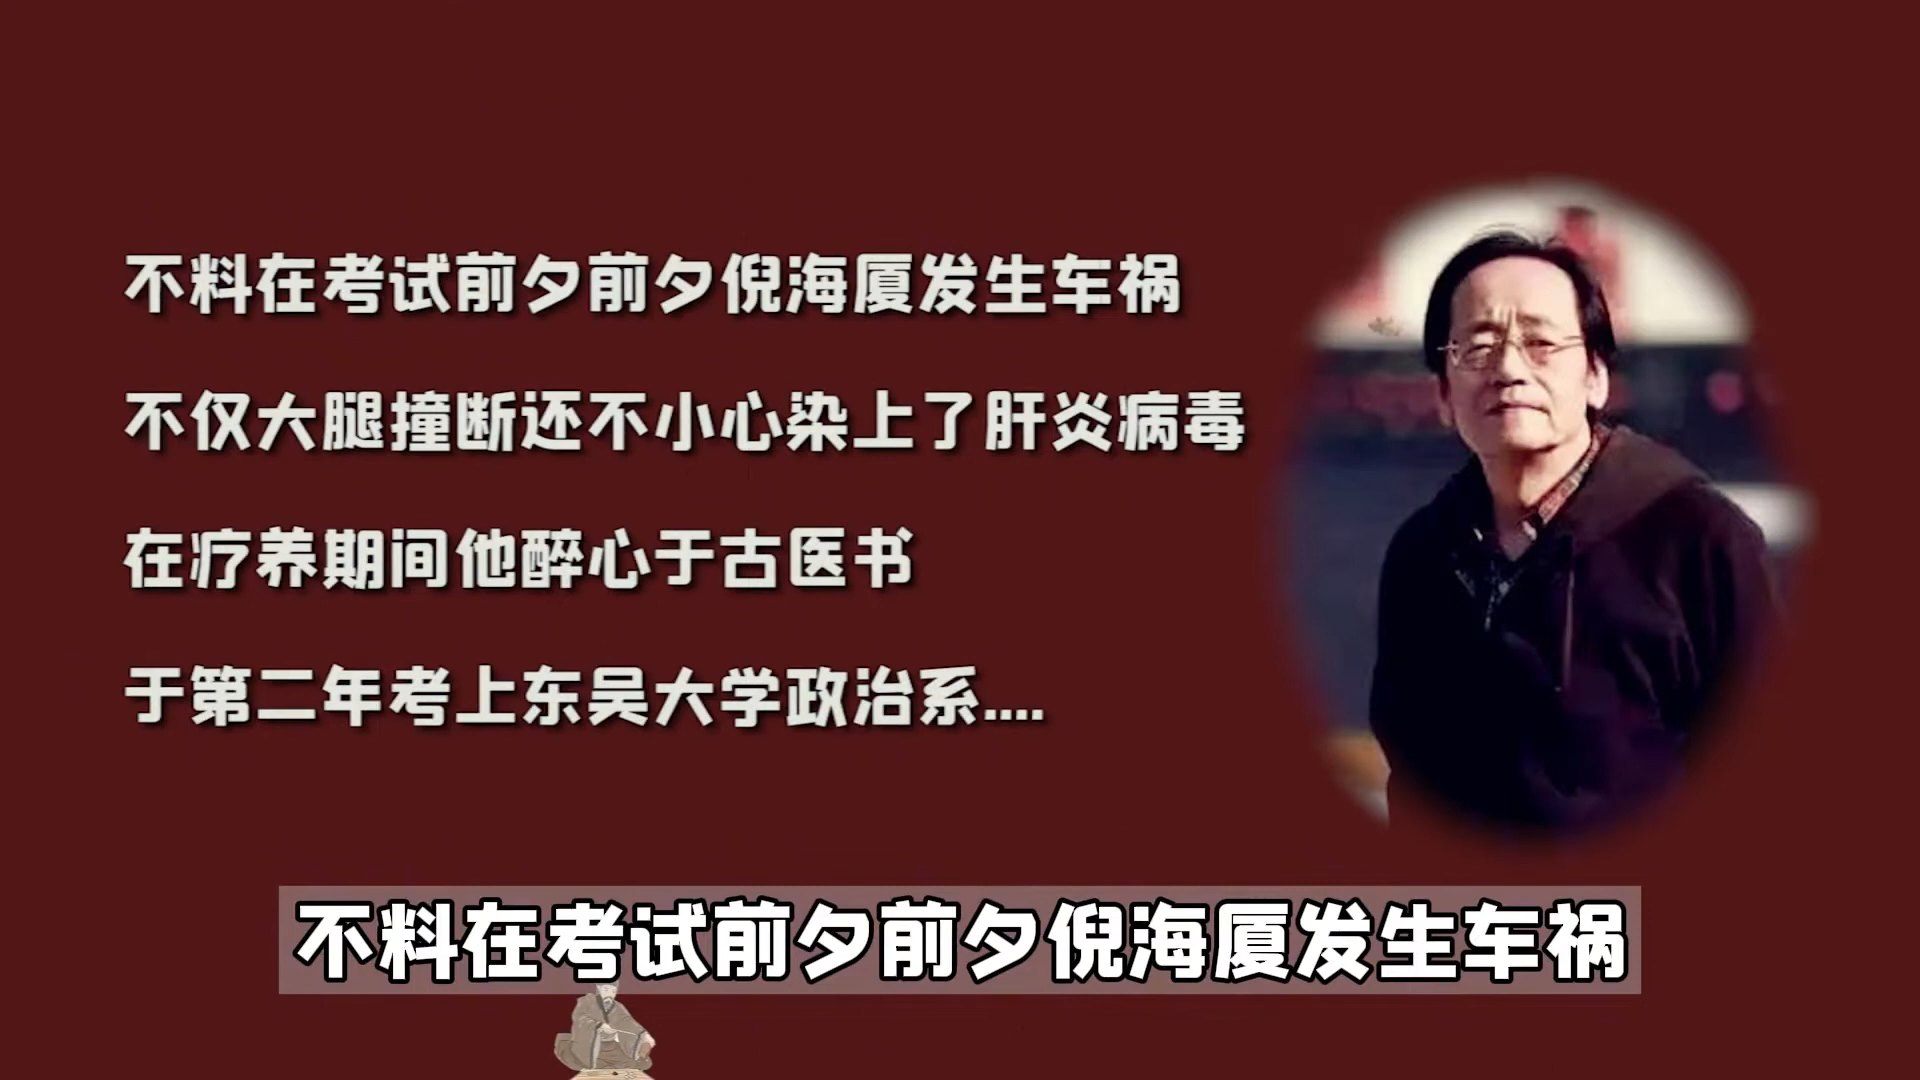 不料在考试前夕前夕倪海厦发生车祸
不仅大腿撞断还不小心染上了肝炎病毒
在疗养期间他醉心于古医书
于第二年考上东吴大学政治系....
不料在考试前夕前夕倪海厦发生车祸